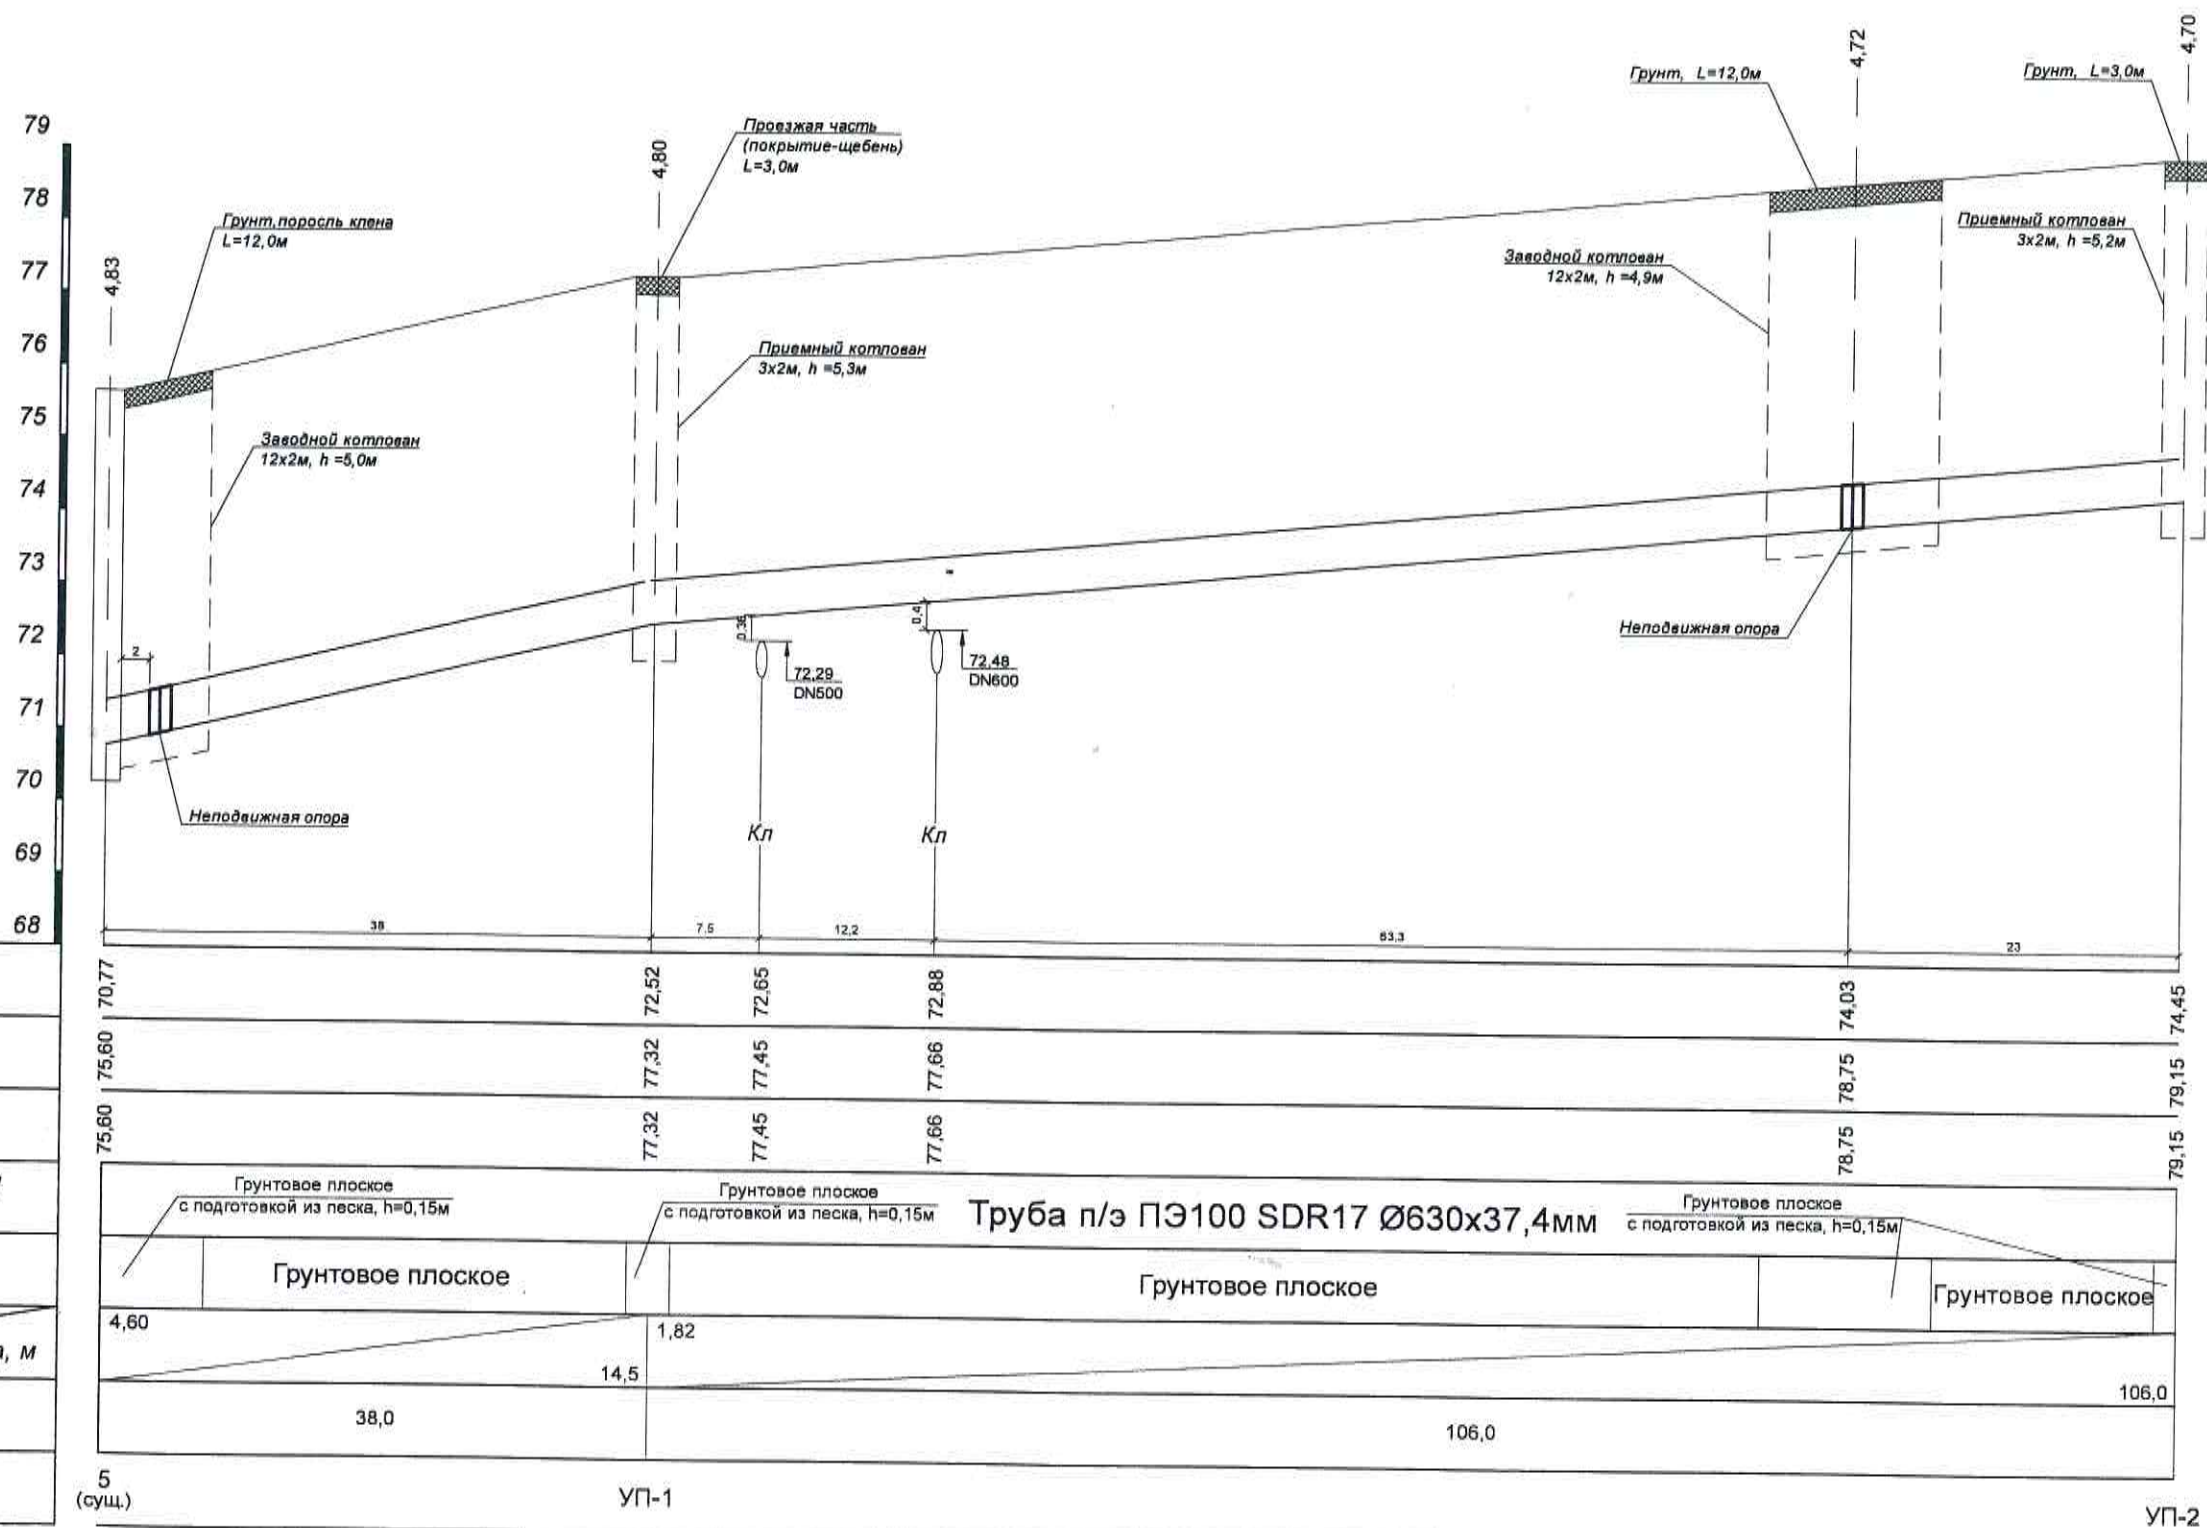 4,70
4,72
Грунт, L=12,0м
Грунт, L=3,0м
79
Проезжая часть
(покрытие-щебень)
L=3,0м
4,80
78
Грунт,поросль клена
L=12,0м
Приемный котлован
3x2м, h =5,2м
77
4,83
Заводной котлован
12x2м, h =4,9м
76
Приемный котлован
3x2м, h =5,3м
75
Заводной котлован
12x2м, h =5,0м
74
73
72
0,36
0,4
Неподвижная опора
2
72,29
DN500
72,48
DN600
71
70
Неподвижная опора
69
Кл
Кл
68
38
7,5
12,2
63,3
23
70,77
72,52
72,65
72,88
74,03
74,45
75,60
77,32
77,45
77,66
78,75
79,15
75,60
77,32
77,45
77,66
78,75
79,15
Грунтовое плоское
с подготовкой из песка, h=0,15м
Грунтовое плоское
с подготовкой из песка, h=0,15м
Труба п/э ПЭ100 SDR17 Ø630x37,4мм
Грунтовое плоское
с подготовкой из песка, h=0,15м
Грунтовое плоское
Грунтовое плоское
Грунтовое плоское
4,60
1,82
, м
14,5
106,0
38,0
106,0
5
(сущ.)
УП-1
УП-2